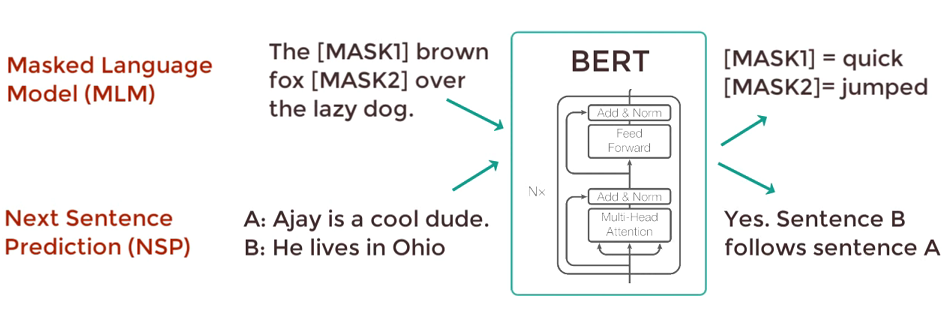 Masked Language
Model (MLM)
The [MASK1] brown
fox [MASK2] over
the lazy dog.
BERT
Add & Norm
Feed
Forward
N×
Add & Norm
Multi-Head
Attention
[MASK1] = quick
[MASK2]= jumped
Next Sentence
Prediction (NSP)
A: Ajay is a cool dude.
B: He lives in Ohio
Yes. Sentence B
follows sentence A